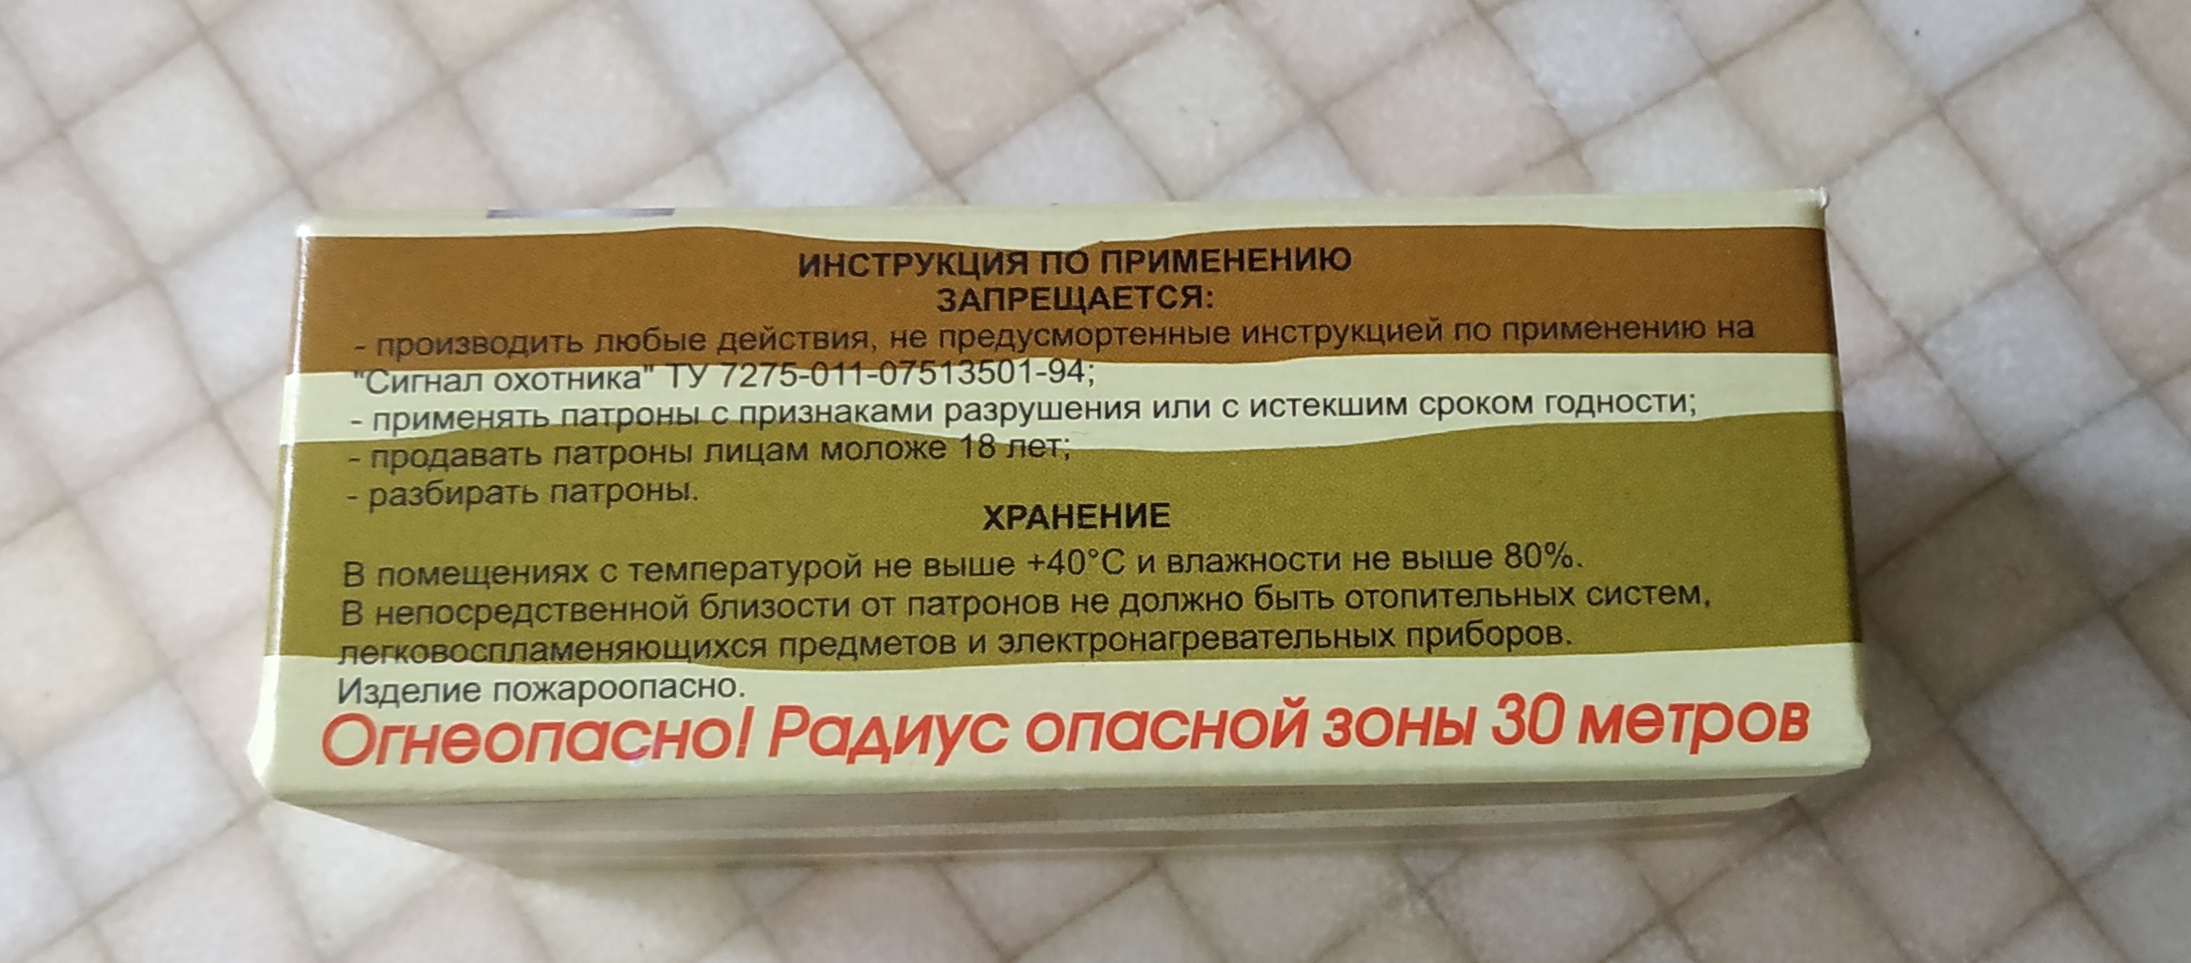 ИНСТРУКЦИЯ ПО ПРИМЕНЕНИЮ
ЗАПРЕЩАЕТСЯ:
- производить любые действия, не предусмортенные инструкцией по применению на
"Сигнал охотника" ТУ 7275-011-07513501-94;
- применять патроны с признаками разрушения или с истекшим сроком годности;
- продавать патроны лицам моложе 18 лет;
- разбирать патроны.
ХРАНЕНИЕ
В помещениях с температурой не выше +40°С и влажности не выше 80%.
В непосредственной близости от патронов не должно быть отопительных систем,
легковоспламеняющихся предметов и электронагревательных приборов.
Изделие пожароопасно.
Огнеопасно! Радиус опасной зоны 30 метров